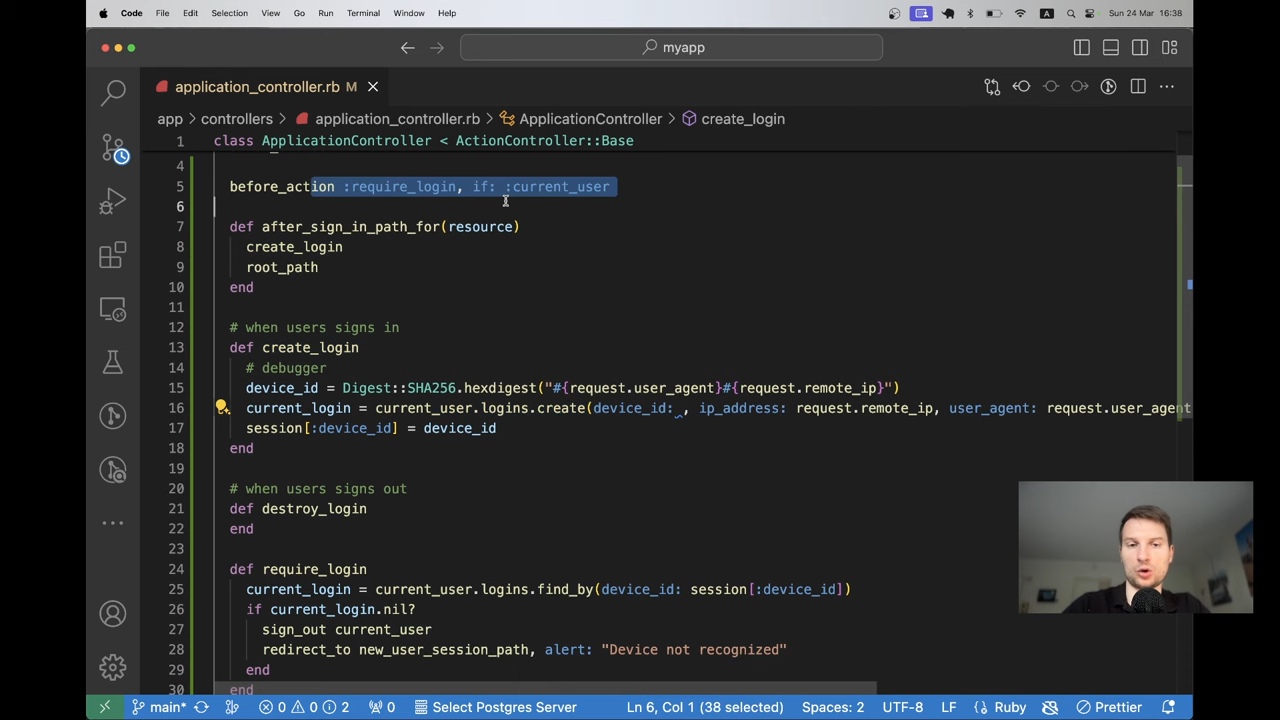 Code File Edit Selection View Go Run Terminal Window Help A Sun 24 Mar 16:38
myapp
application_controller.rb M
app > controllers > application_controller.rb > ApplicationController > create_login
1 class ApplicationController < ActionController::Base
4
5 before_action :require_login, if: :current_user
6
7 def after_sign_in_path_for(resource)
8 create_login
9 root_path
10 end
11
12 # when users signs in
13 def create_login
14 # debugger
15 device_id = Digest::SHA256.hexdigest("#{request.user_agent}#{request.remote_ip}")
16 current_login = current_user.logins.create(device_id: , ip_address: request.remote_ip, user_agent: request.user_agent
17 session[:device_id] = device_id
18 end
19
20 # when users signs out
21 def destroy_login
22 end
23
24 def require_login
25 current_login = current_user.logins.find_by(device_id: session[:device_id])
26 if current_login.nil?
27 sign_out current_user
28 redirect_to new_user_session_path, alert: "Device not recognized"
29 end
30 end
main* 0 0 2 0 Select Postgres Server Ln 6, Col 1 (38 selected) Spaces: 2 UTF-8 LF Ruby Prettier